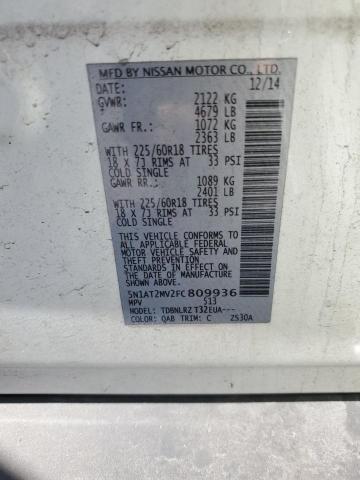 MFD BY NISSAN MOTOR CO., LTD.
DATE: 12/14
GVWR: 2122 KG
4679 LB
GAWR FR.: 1072 KG
2363 LB
WITH 225/60R18 TIRES
18 X 7J RIMS AT 33 PSI
COLD SINGLE
GAWR RR.: 1089 KG
2401 LB
WITH 225/60R18 TIRES
18 X 7J RIMS AT 33 PSI
COLD SINGLE
THIS VEHICLE CONFORMS TO ALL
APPLICABLE FEDERAL MOTOR
VEHICLE SAFETY AND THEFT
PREVENTION STANDARDS IN
EFFECT ON THE DATE OF
MANUFACTURE SHOWN ABOVE.
5N1AT2MV2FC809936
MPV S13
MODEL: TDBNLRZ T32EUA---
COLOR: QAB TRIM: C ZS30A